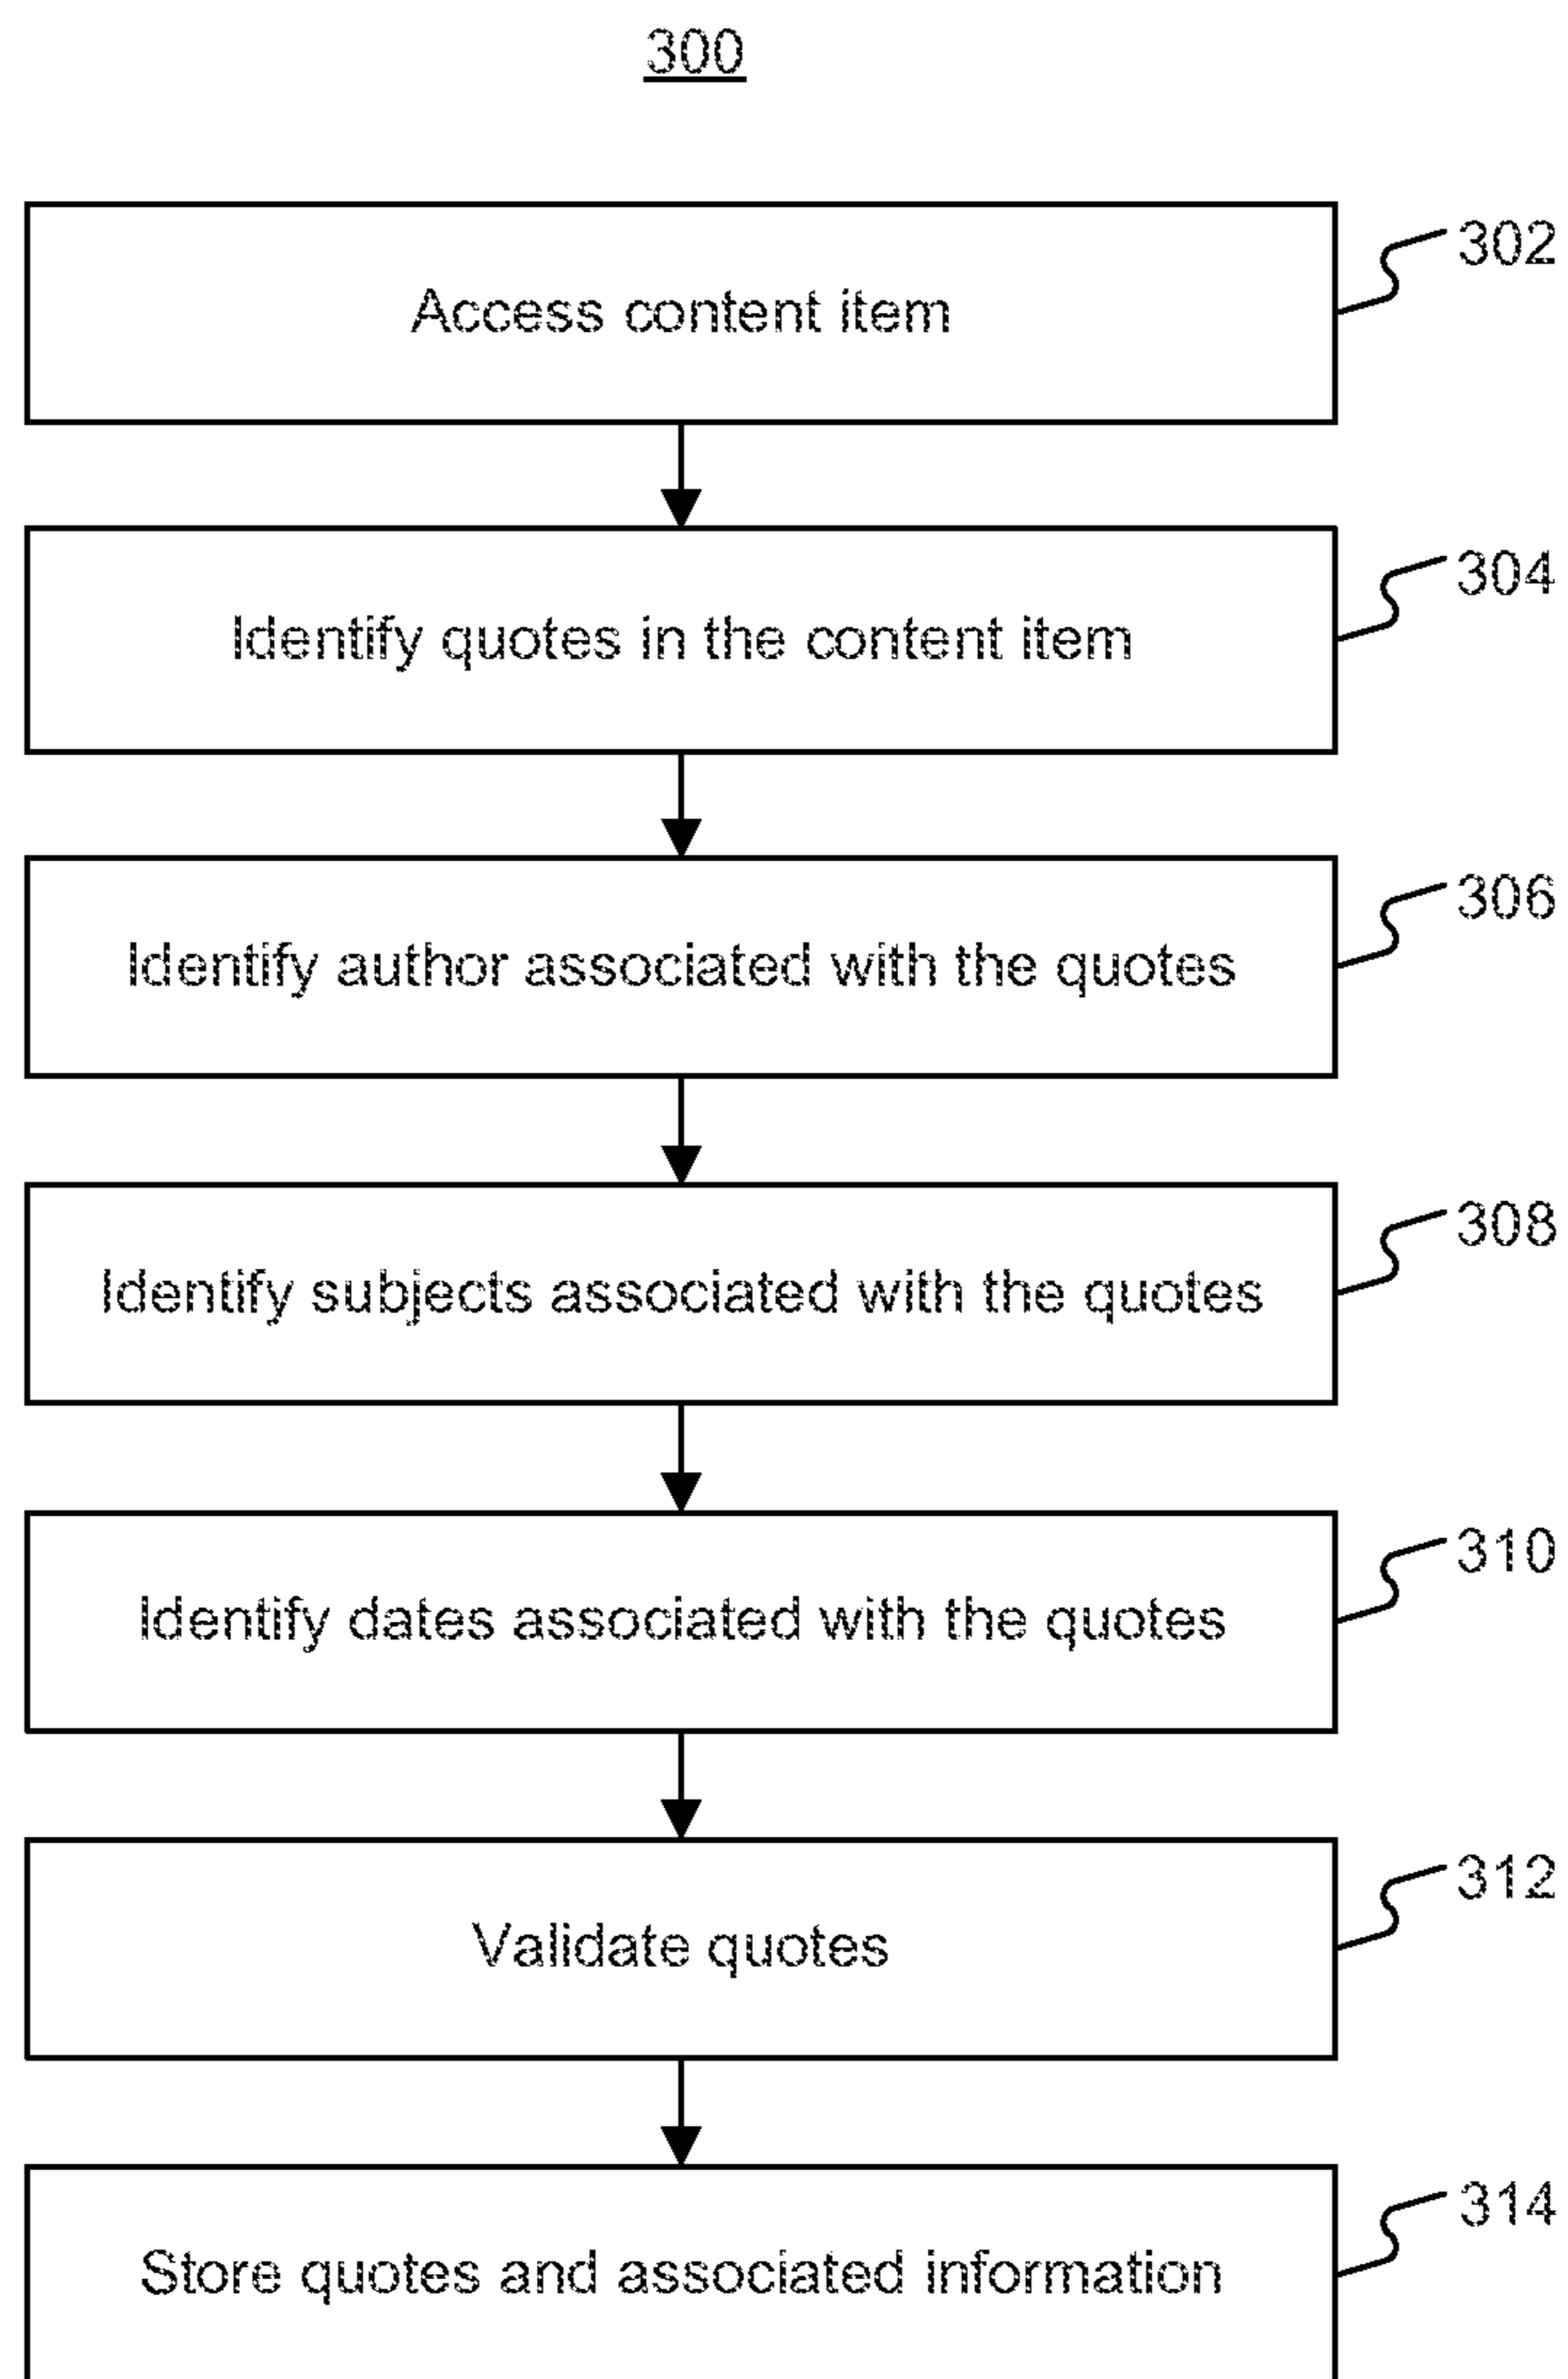 300
Access content item
302
Identify quotes in the content item
304
Identify author associated with the quotes
306
Identify subjects associated with the quotes
308
Identify dates associated with the quotes
310
Validate quotes
312
Store quotes and associated information
314